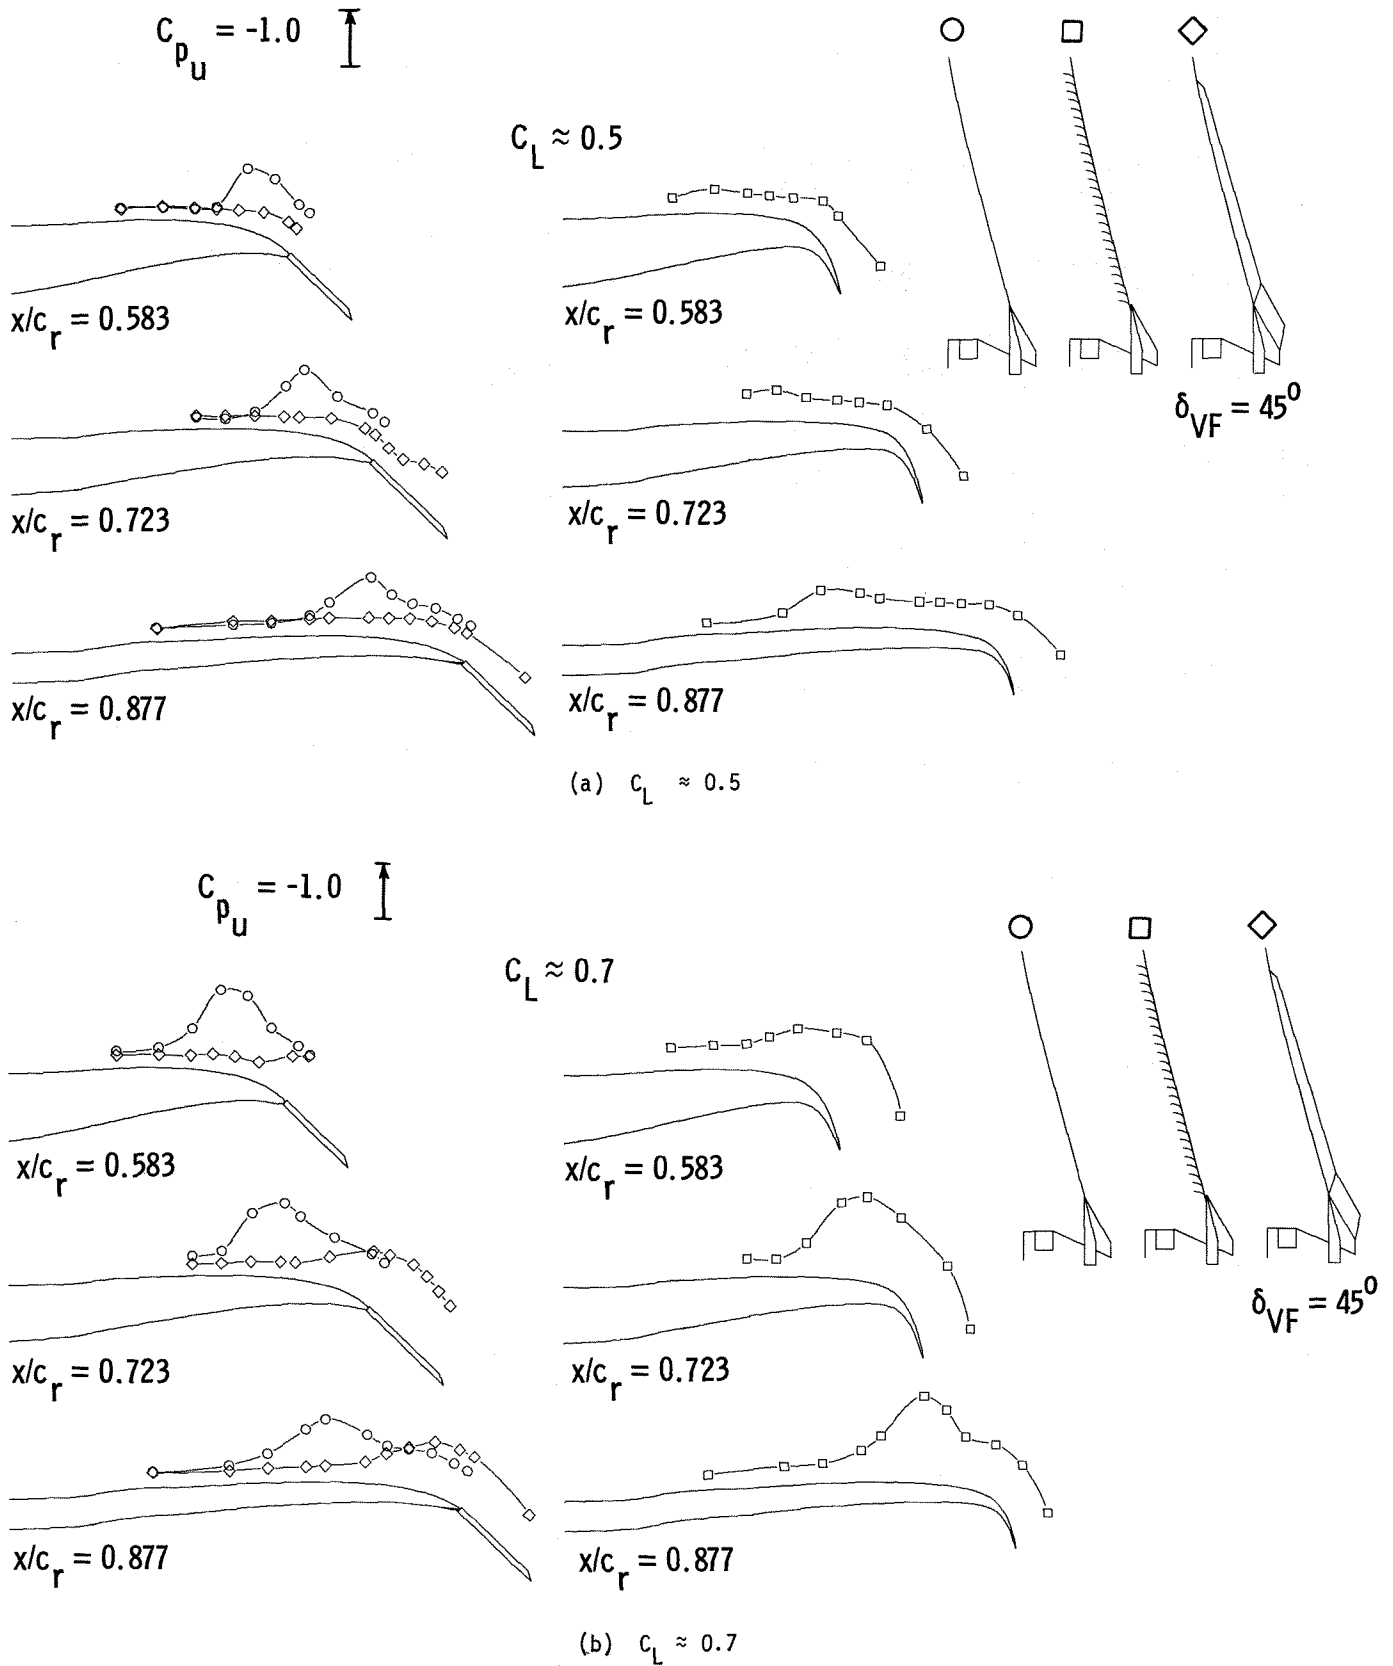 C_{p_u} = -1.0
C_L ≈ 0.5
x/c_r = 0.583
x/c_r = 0.583
δ_{VF} = 45⁰
x/c_r = 0.723
x/c_r = 0.723
x/c_r = 0.877
x/c_r = 0.877
(a) C_L ≈ 0.5
C_{p_u} = -1.0
C_L ≈ 0.7
x/c_r = 0.583
x/c_r = 0.583
δ_{VF} = 45⁰
x/c_r = 0.723
x/c_r = 0.723
x/c_r = 0.877
x/c_r = 0.877
(b) C_L ≈ 0.7